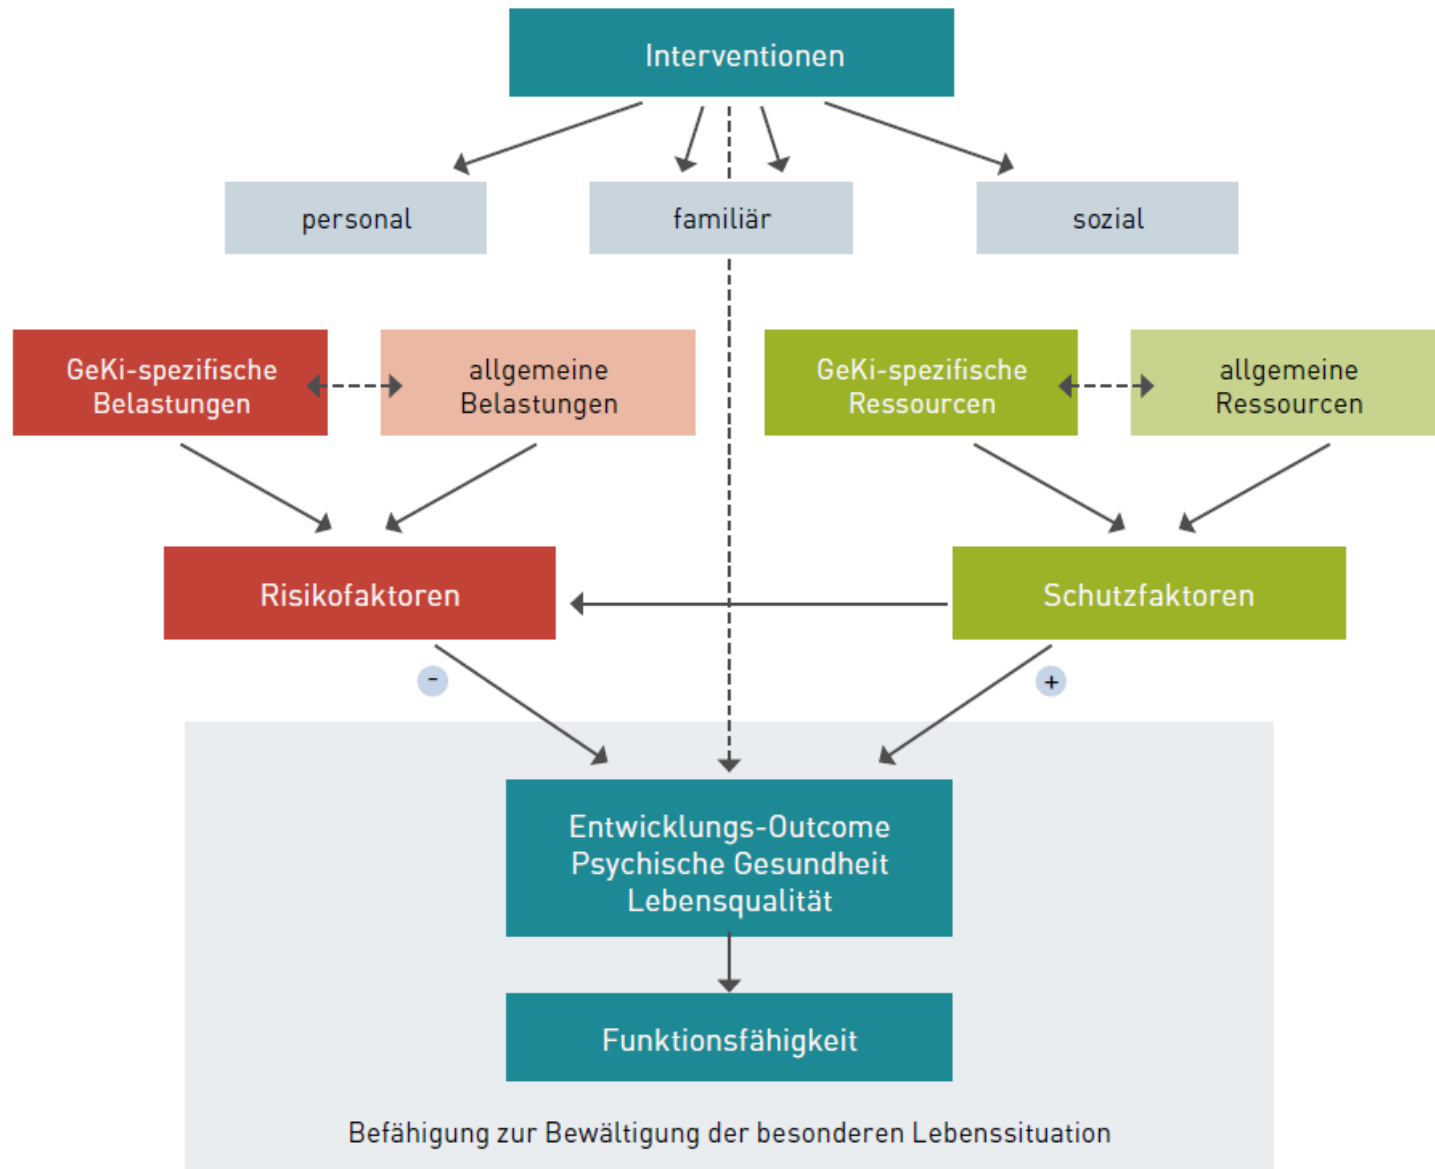 Interventionen
personal
familiär
sozial
GeKi-spezifische
Belastungen
allgemeine
Belastungen
GeKi-spezifische
Ressourcen
allgemeine
Ressourcen
Risikofaktoren
Schutzfaktoren
-
+
Entwicklungs-Outcome
Psychische Gesundheit
Lebensqualität
Funktionsfähigkeit
Befähigung zur Bewältigung der besonderen Lebenssituation